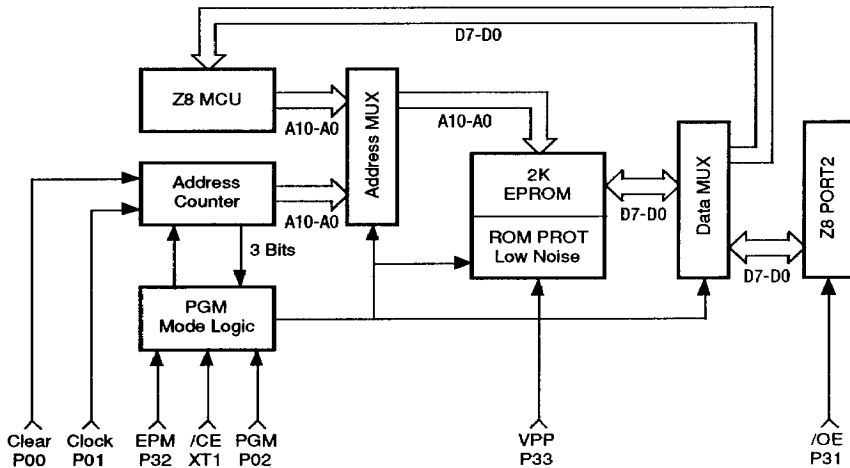 D7-D0
Z8 MCU
A10-A0
Address MUX
A10-A0
Address
Counter
A10-A0
2K
EPROM
D7-D0
ROM PROT
Low Noise
Data MUX
Z8 PORT2
D7-D0
3 Bits
PGM
Mode Logic
Clear
P00
Clock
P01
EPM
P32
/CE
XT1
PGM
P02
VPP
P33
/OE
P31